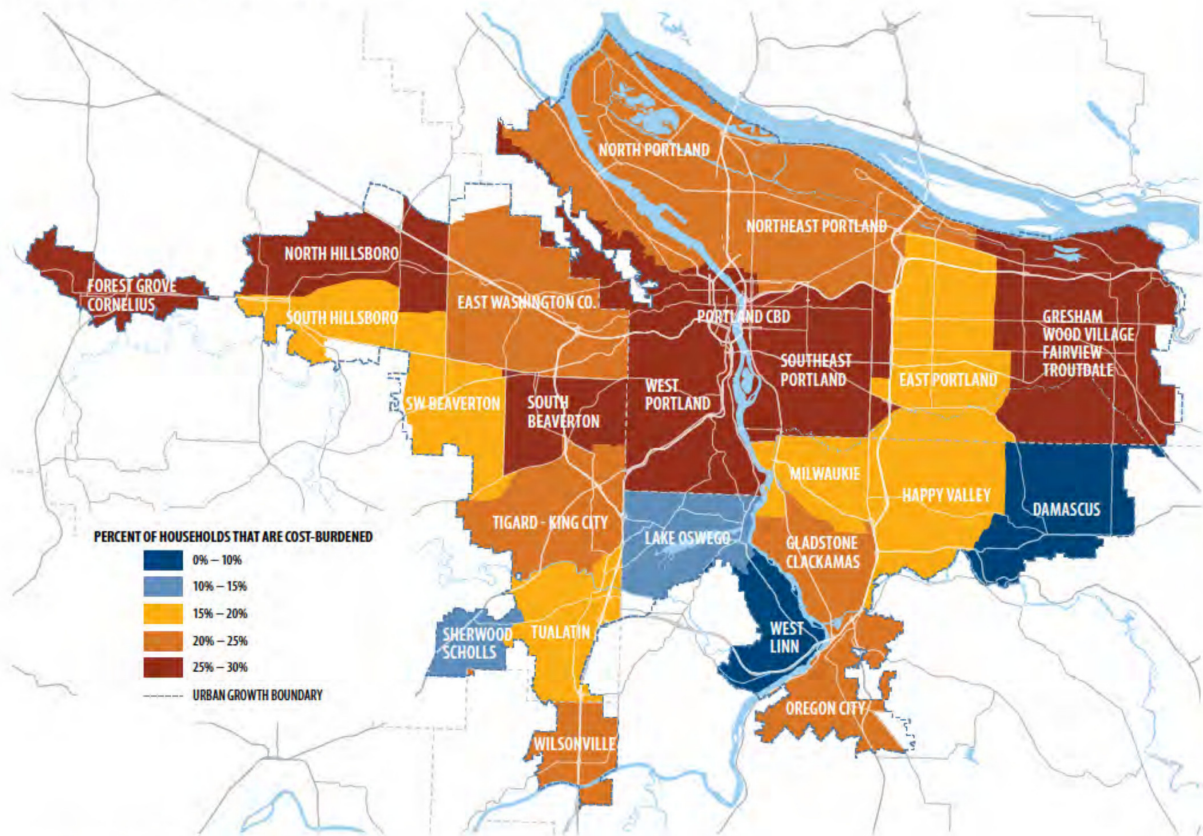 NORTH PORTLAND
NORTHEAST PORTLAND
NORTH HILLSBORO
FOREST GROVE
CORNELIUS
EAST WASHINGTON CO.
SOUTH HILLSBORO
PORTLAND CBD
GRESHAM
WOOD VILLAGE
FAIRVIEW
TROUTDALE
SOUTHEAST
PORTLAND
EAST PORTLAND
WEST
PORTLAND
SW BEAVERTON
SOUTH
BEAVERTON
MILWAUKIE
HAPPY VALLEY
DAMASCUS
TIGARD - KING CITY
LAKE OSWEGO
GLADSTONE
CLACKAMAS
PERCENT OF HOUSEHOLDS THAT ARE COST-BURDENED
0% – 10%
10% – 15%
15% – 20%
20% – 25%
25% – 30%
URBAN GROWTH BOUNDARY
SHERWOOD
SCHOLLS
TUALATIN
WEST
LINN
OREGON CITY
WILSONVILLE